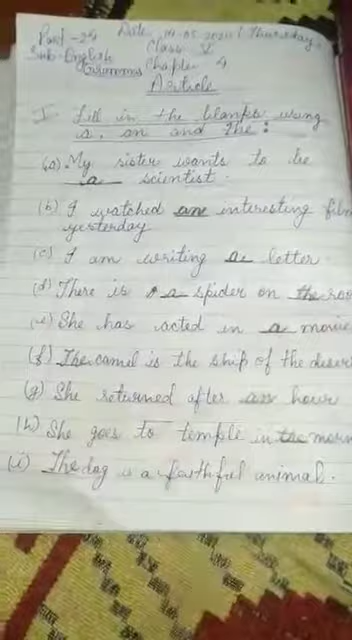 Part - 24 Date 14.05.2020 (Thursday)
Sub-English Class V
Grammar Chapter 4
Article
I. Fill in the blanks using
a, an and the :
(a) My sister wants to be
a scientist.
(b) I watched an interesting film
yesterday
(c) I am writing a letter
(d) There is a spider on the roo
(e) She has acted in a movie
(f) The camel is the ship of the desert
(g) She returned after an hour
(h) She goes to temple in the morn
(i) The dog is a faithful animal.